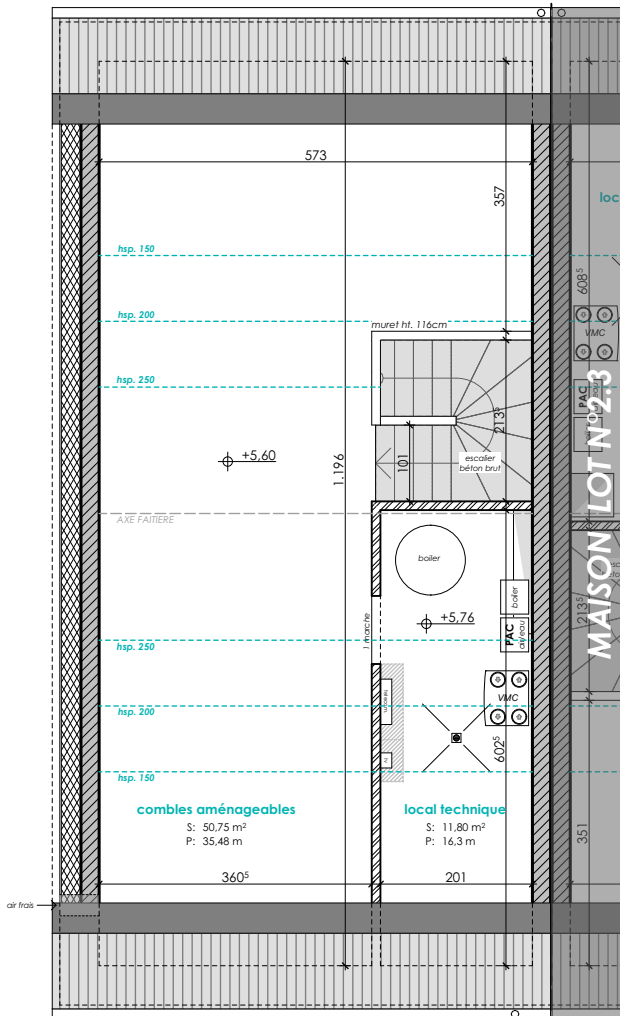 573
357
loc
hsp. 150
608⁵
hsp. 200
muret ht. 116cm
VMC
hsp. 250
213⁵
PAC
MAISON LOT N°2.3
+5,60
1.196
101
escalier
béton brut
AXE FAITIERE
boiler
boiler
+5,76
PAC
air/eau
1 marche
213⁵
hsp. 250
VMC
hsp. 200
602⁵
hsp. 150
combles aménageables
S: 50,75 m²
P: 35,48 m
local technique
S: 11,80 m²
P: 16,3 m
351
360⁵
201
air frais